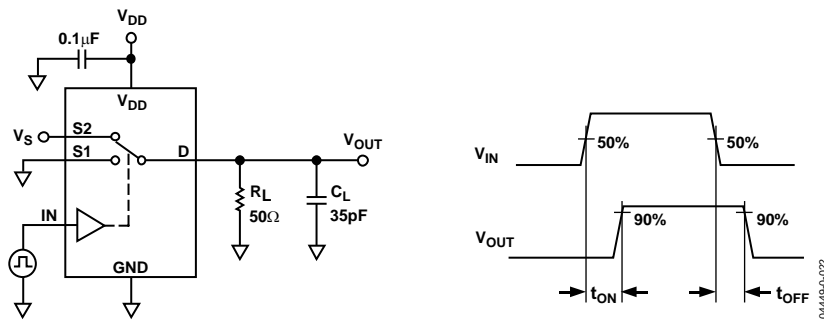 V_DD
0.1μF
V_DD
V_S
S2
S1
D
V_OUT
IN
R_L
50Ω
C_L
35pF
GND
V_IN
50%
50%
V_OUT
90%
90%
t_ON
t_OFF
04449-0-022